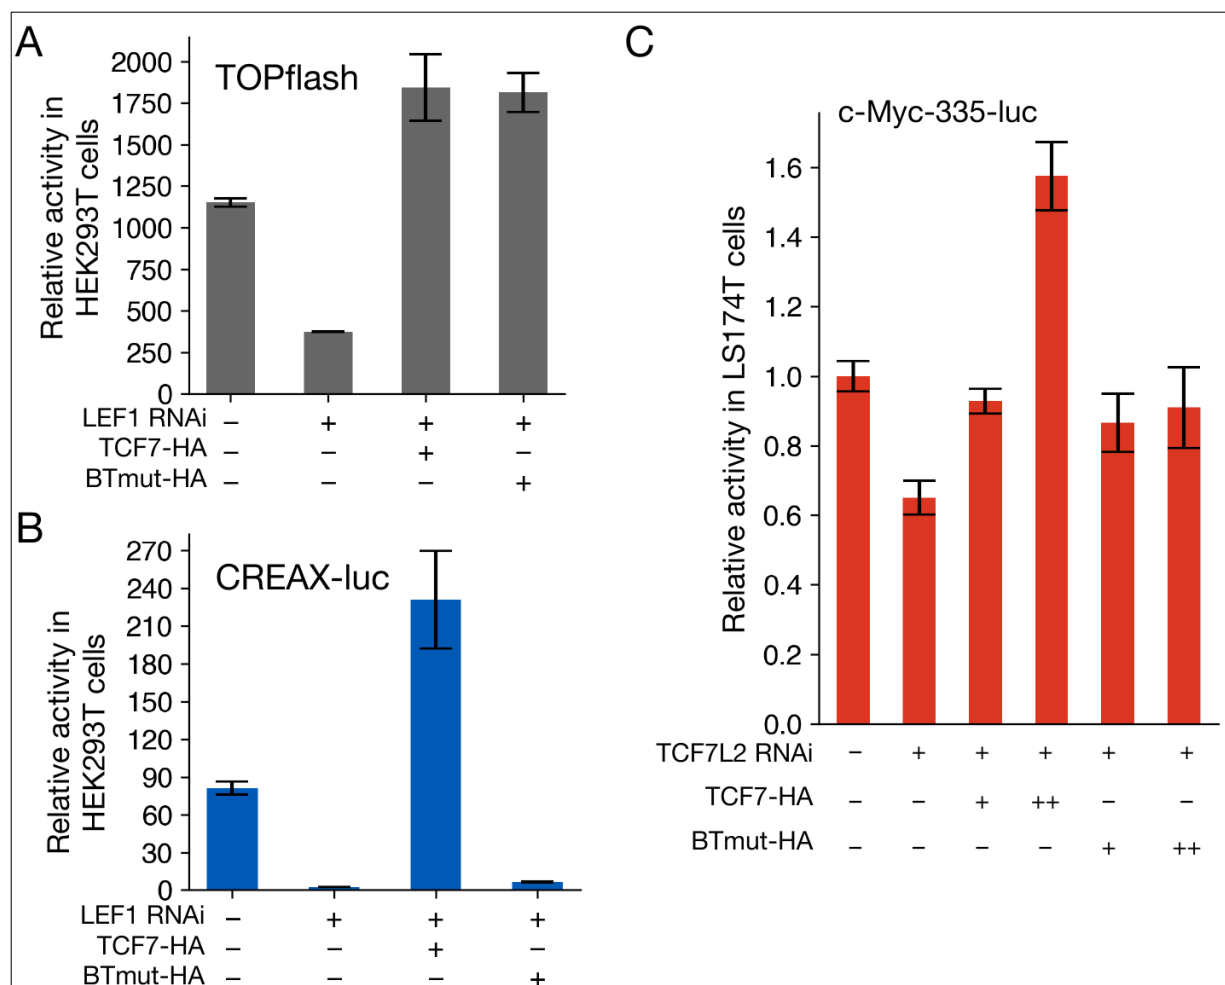 A
TOPflash
Relative activity in
HEK293T cells
2000
1750
1500
1250
1000
750
500
250
0
LEF1 RNAi – + + +
TCF7-HA – – + –
BTmut-HA – – – +
B
CREAX-luc
Relative activity in
HEK293T cells
270
240
210
180
150
120
90
60
30
0
LEF1 RNAi – + + +
TCF7-HA – – + –
BTmut-HA – – – +
C
c-Myc-335-luc
Relative activity in LS174T cells
1.6
1.4
1.2
1.0
0.8
0.6
0.4
0.2
0.0
TCF7L2 RNAi – + + + + +
TCF7-HA – – + ++ – –
BTmut-HA – – – – + ++